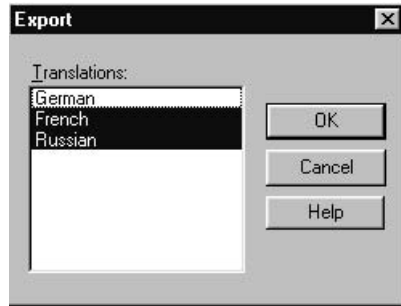 Export
Translations:
German
French
Russian
OK
Cancel
Help